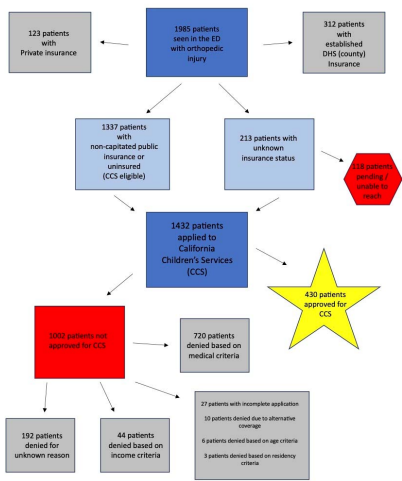 123 patients
with
Private insurance
1985 patients
seen in the ED
with orthopedic
injury
312 patients
with
established
DHS (county)
Insurance
1337 patients
with
non-capitated public
insurance or
uninsured
(CCS eligible)
213 patients with
unknown
insurance status
118 patients
pending /
unable to
reach
1432 patients
applied to
California
Children's Services
(CCS)
430 patients
approved for
CCS
1002 patients not
approved for CCS
720 patients
denied based on
medical criteria
192 patients
denied for
unknown reason
44 patients
denied based on
income criteria
27 patients with incomplete application
10 patients denied due to alternative
coverage
6 patients denied based on age criteria
3 patients denied based on residency
criteria